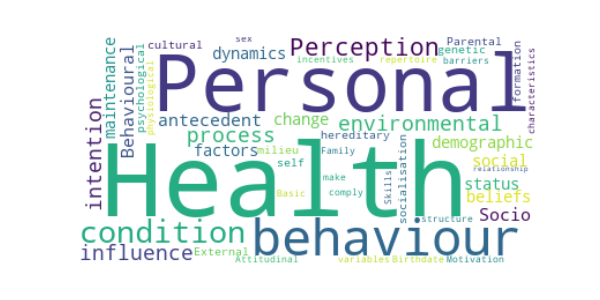 sex
cultural
Perception
Parental
dynamics
genetic
incentives
repertoire
barriers
Personal
maintenance
Behavioural
psychological
physiological
formation
characteristics
antecedent
change
environmental
intention
process
hereditary
demographic
factors
milieu
Family
self
social
Health
socialisation
relationship
make
status
Basic
comply
Skills
beliefs
condition
behaviour
structure
Socio
influence
External
Attitudinal
variables
Birthdate
Motivation